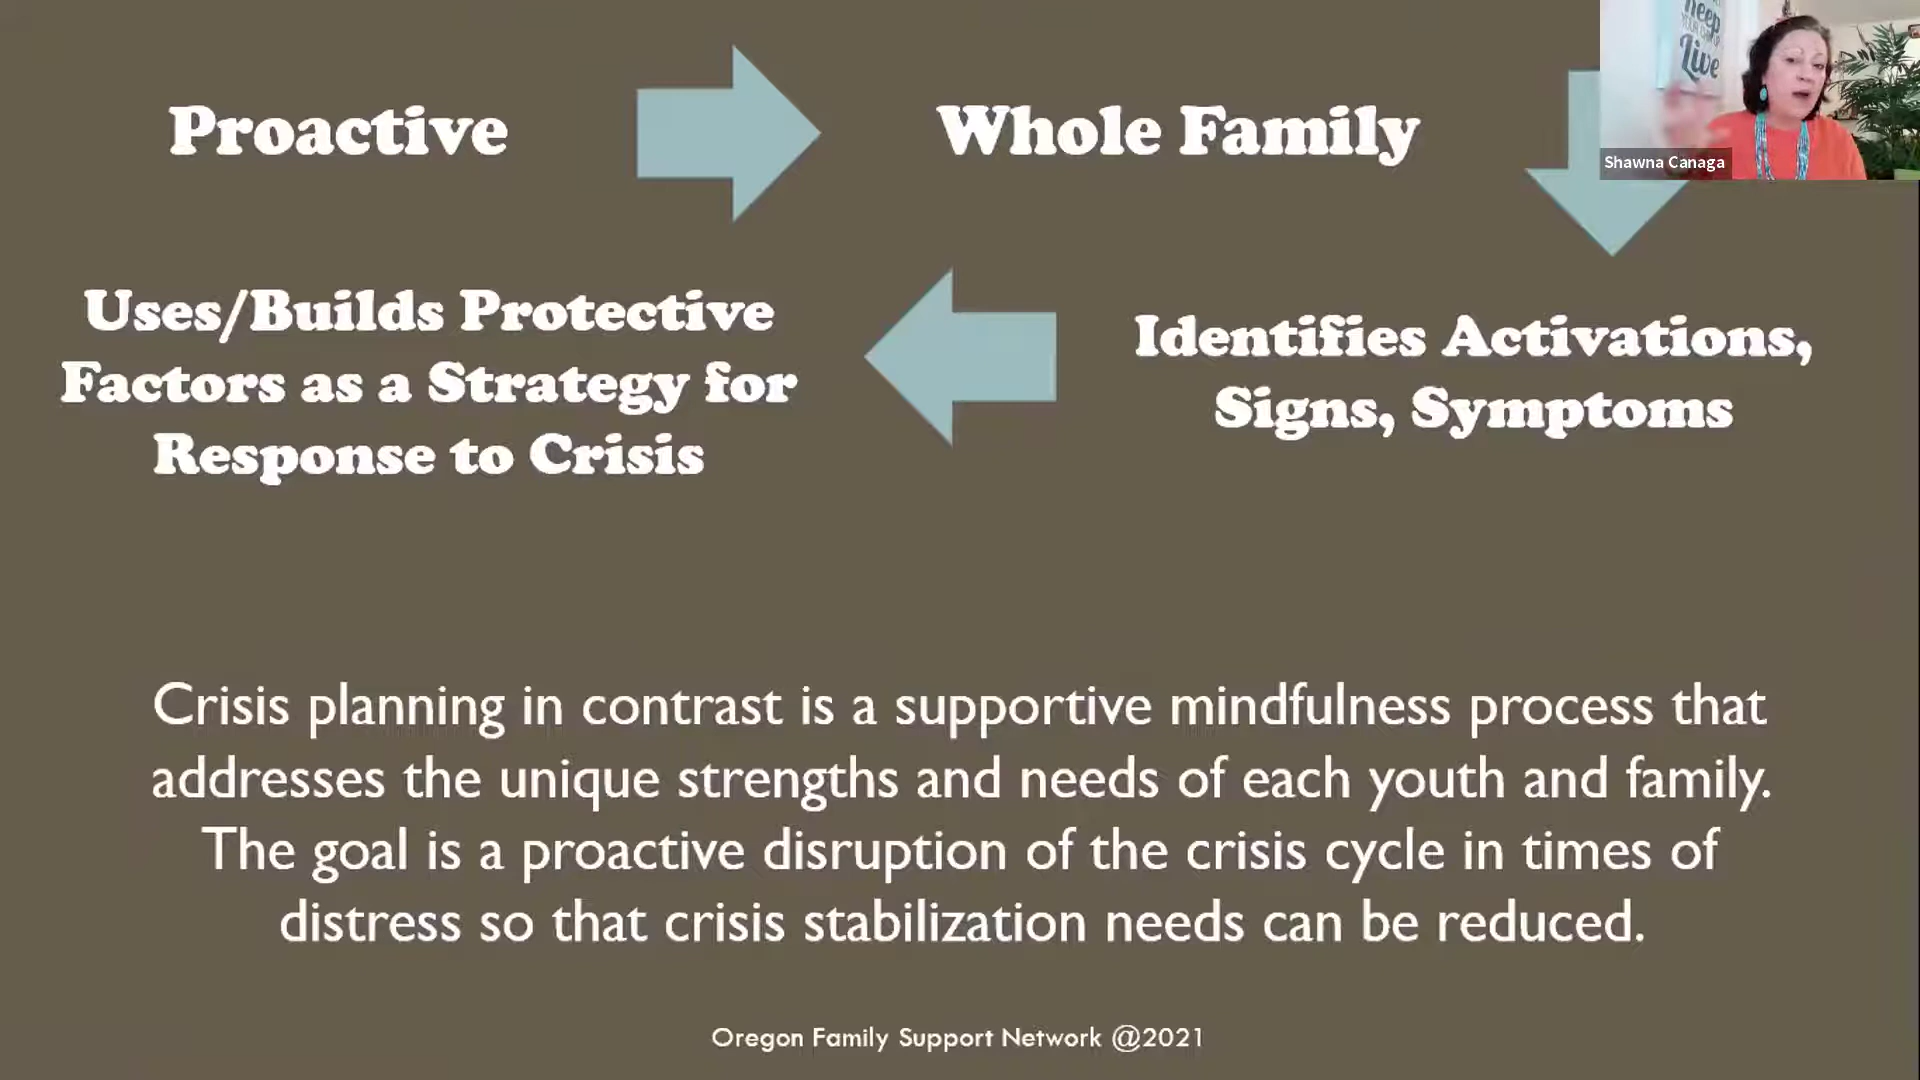 Proactive
Whole Family
keep
Live
Shawna Canaga
Identifies Activations,
Signs, Symptoms
Uses/Builds Protective
Factors as a Strategy for
Response to Crisis
Crisis planning in contrast is a supportive mindfulness process that
addresses the unique strengths and needs of each youth and family.
The goal is a proactive disruption of the crisis cycle in times of
distress so that crisis stabilization needs can be reduced.
Oregon Family Support Network @2021